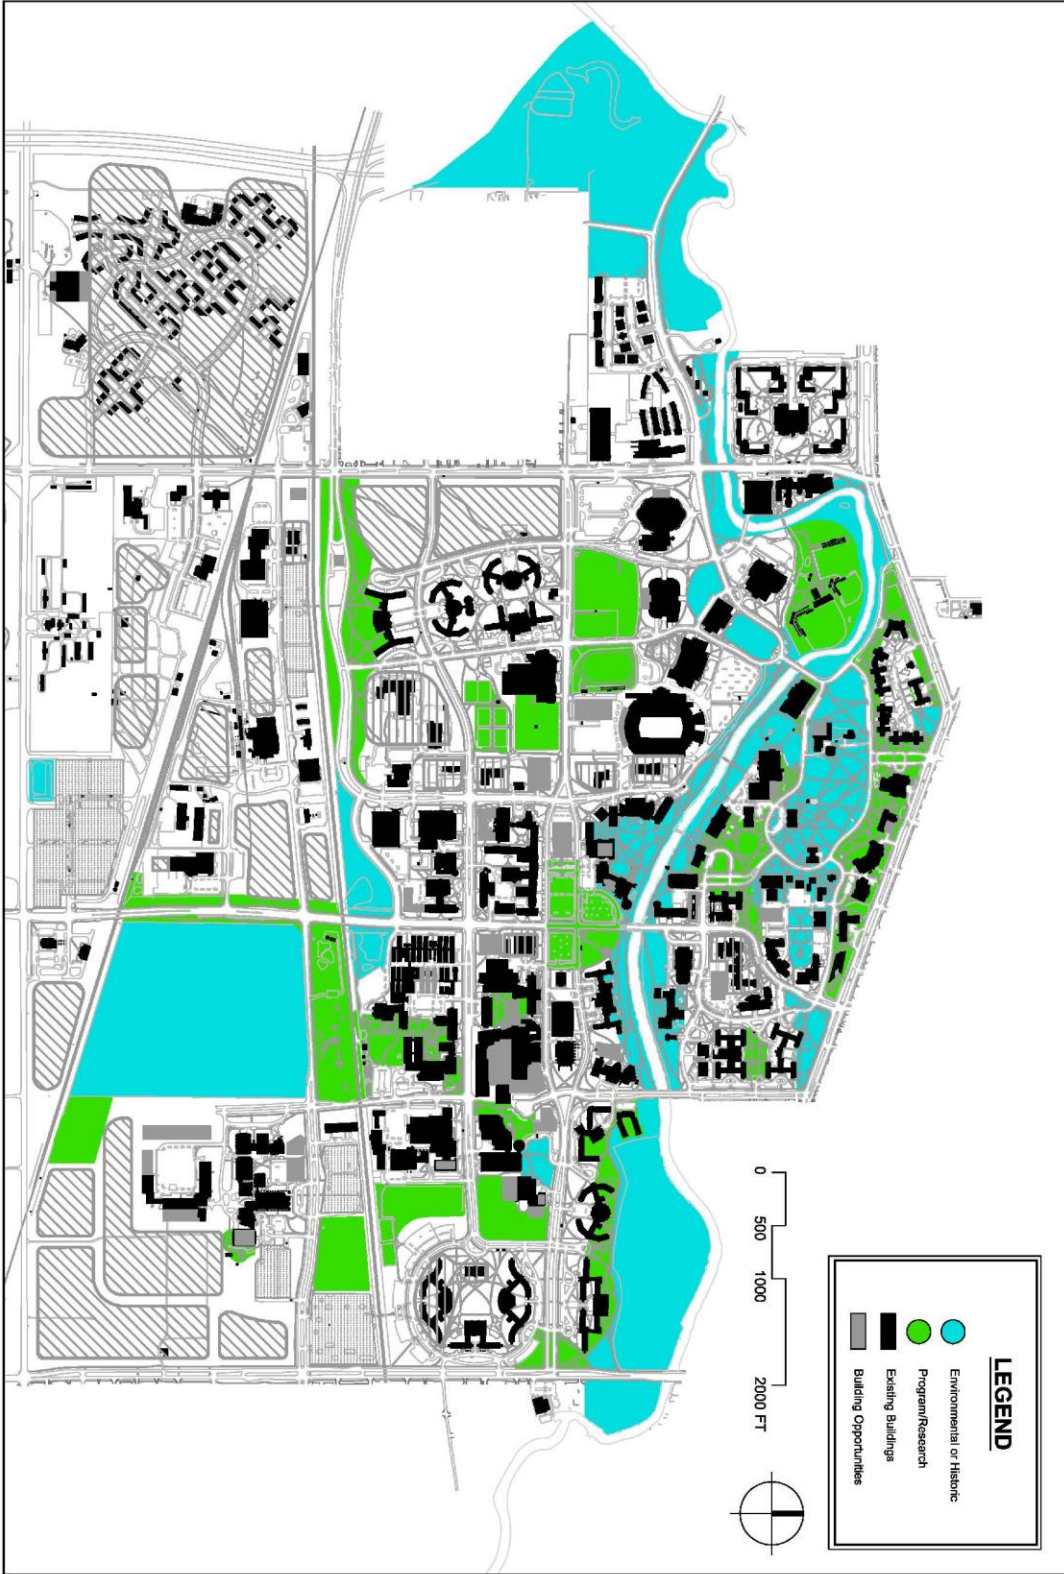 LEGEND
Environmental or Historic
Program/Research
Existing Buildings
Building Opportunities
0 500 1000 2000 FT